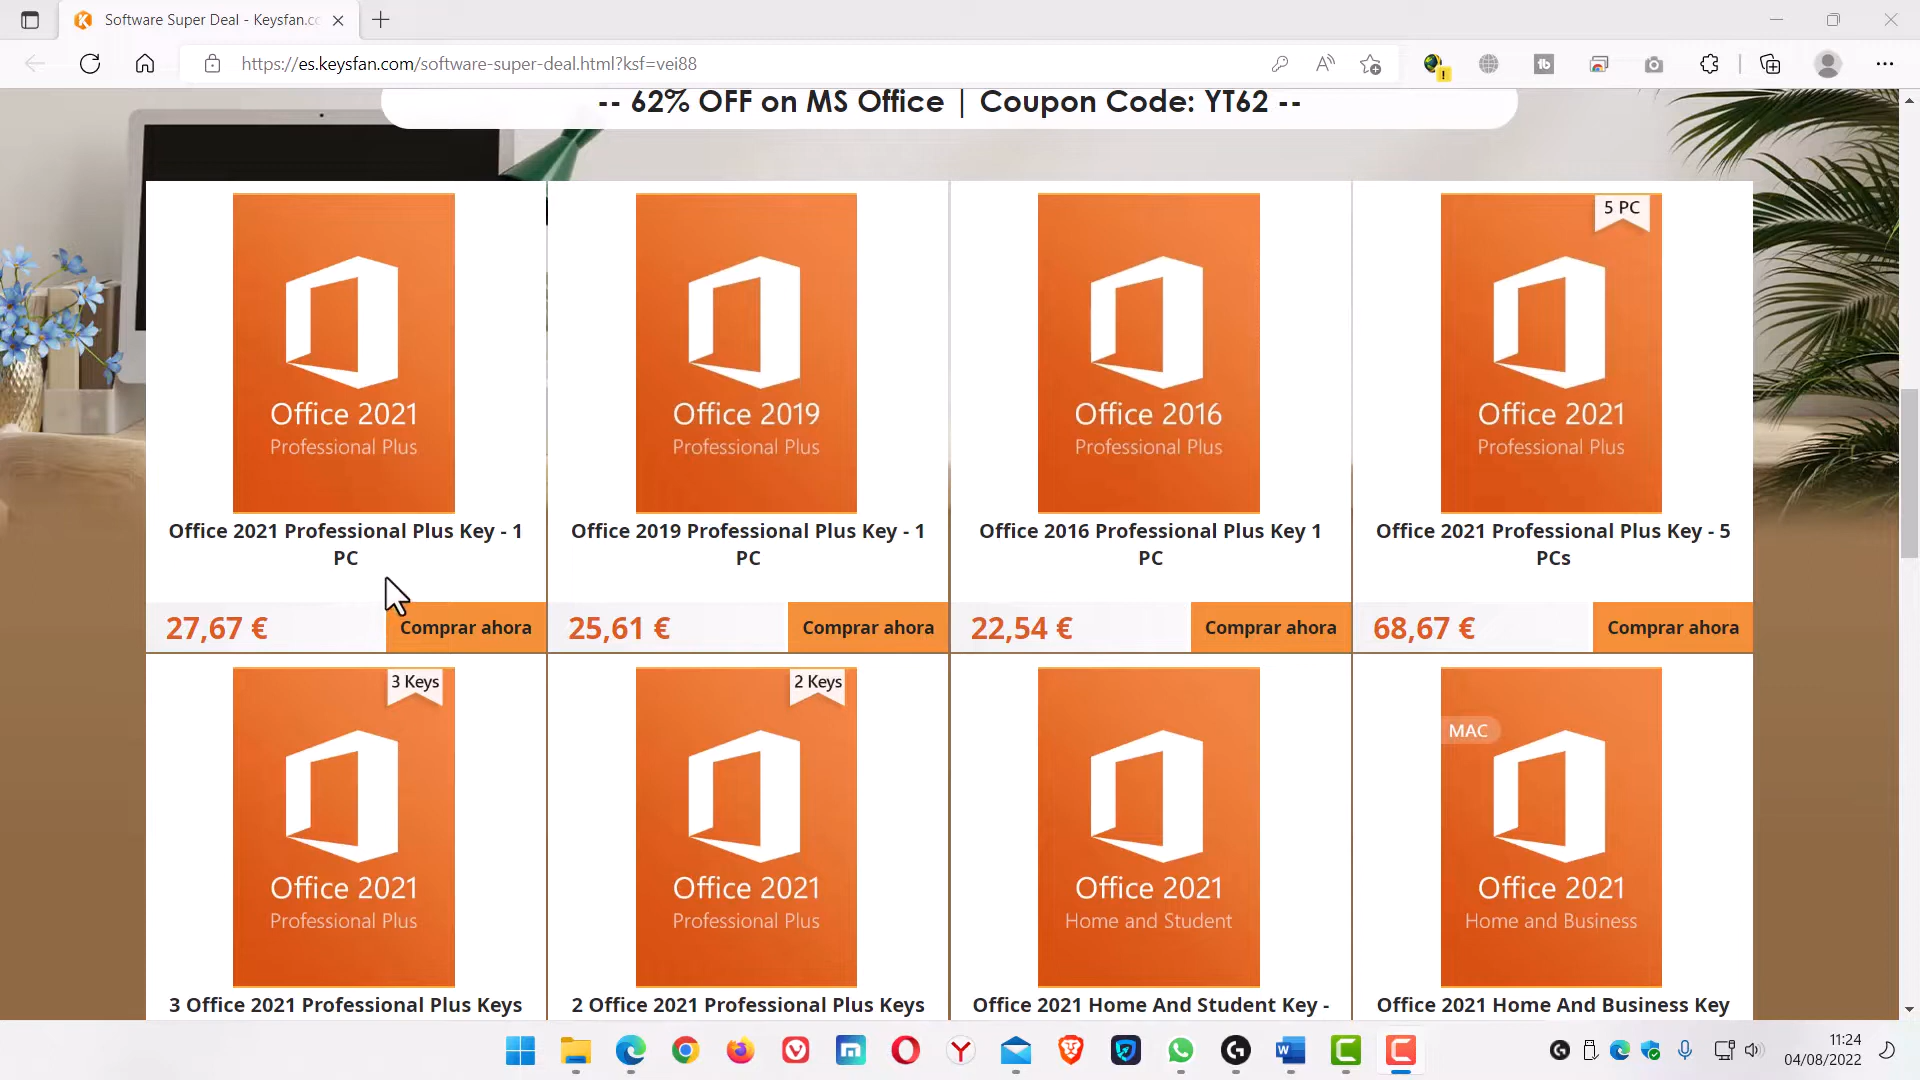 Software Super Deal - Keysfan.co
https://es.keysfan.com/software-super-deal.html?ksf=vei88
-- 62% OFF on MS Office | Coupon Code: YT62 --
Office 2021
Professional Plus
Office 2021 Professional Plus Key - 1
PC
27,67 €
Comprar ahora
Office 2019
Professional Plus
Office 2019 Professional Plus Key - 1
PC
25,61 €
Comprar ahora
Office 2016
Professional Plus
Office 2016 Professional Plus Key 1
PC
22,54 €
Comprar ahora
5 PC
Office 2021
Professional Plus
Office 2021 Professional Plus Key - 5
PCs
68,67 €
Comprar ahora
3 Keys
Office 2021
Professional Plus
3 Office 2021 Professional Plus Keys
2 Keys
Office 2021
Professional Plus
2 Office 2021 Professional Plus Keys
Office 2021
Home and Student
Office 2021 Home And Student Key -
MAC
Office 2021
Home and Business
Office 2021 Home And Business Key
11:24
04/08/2022